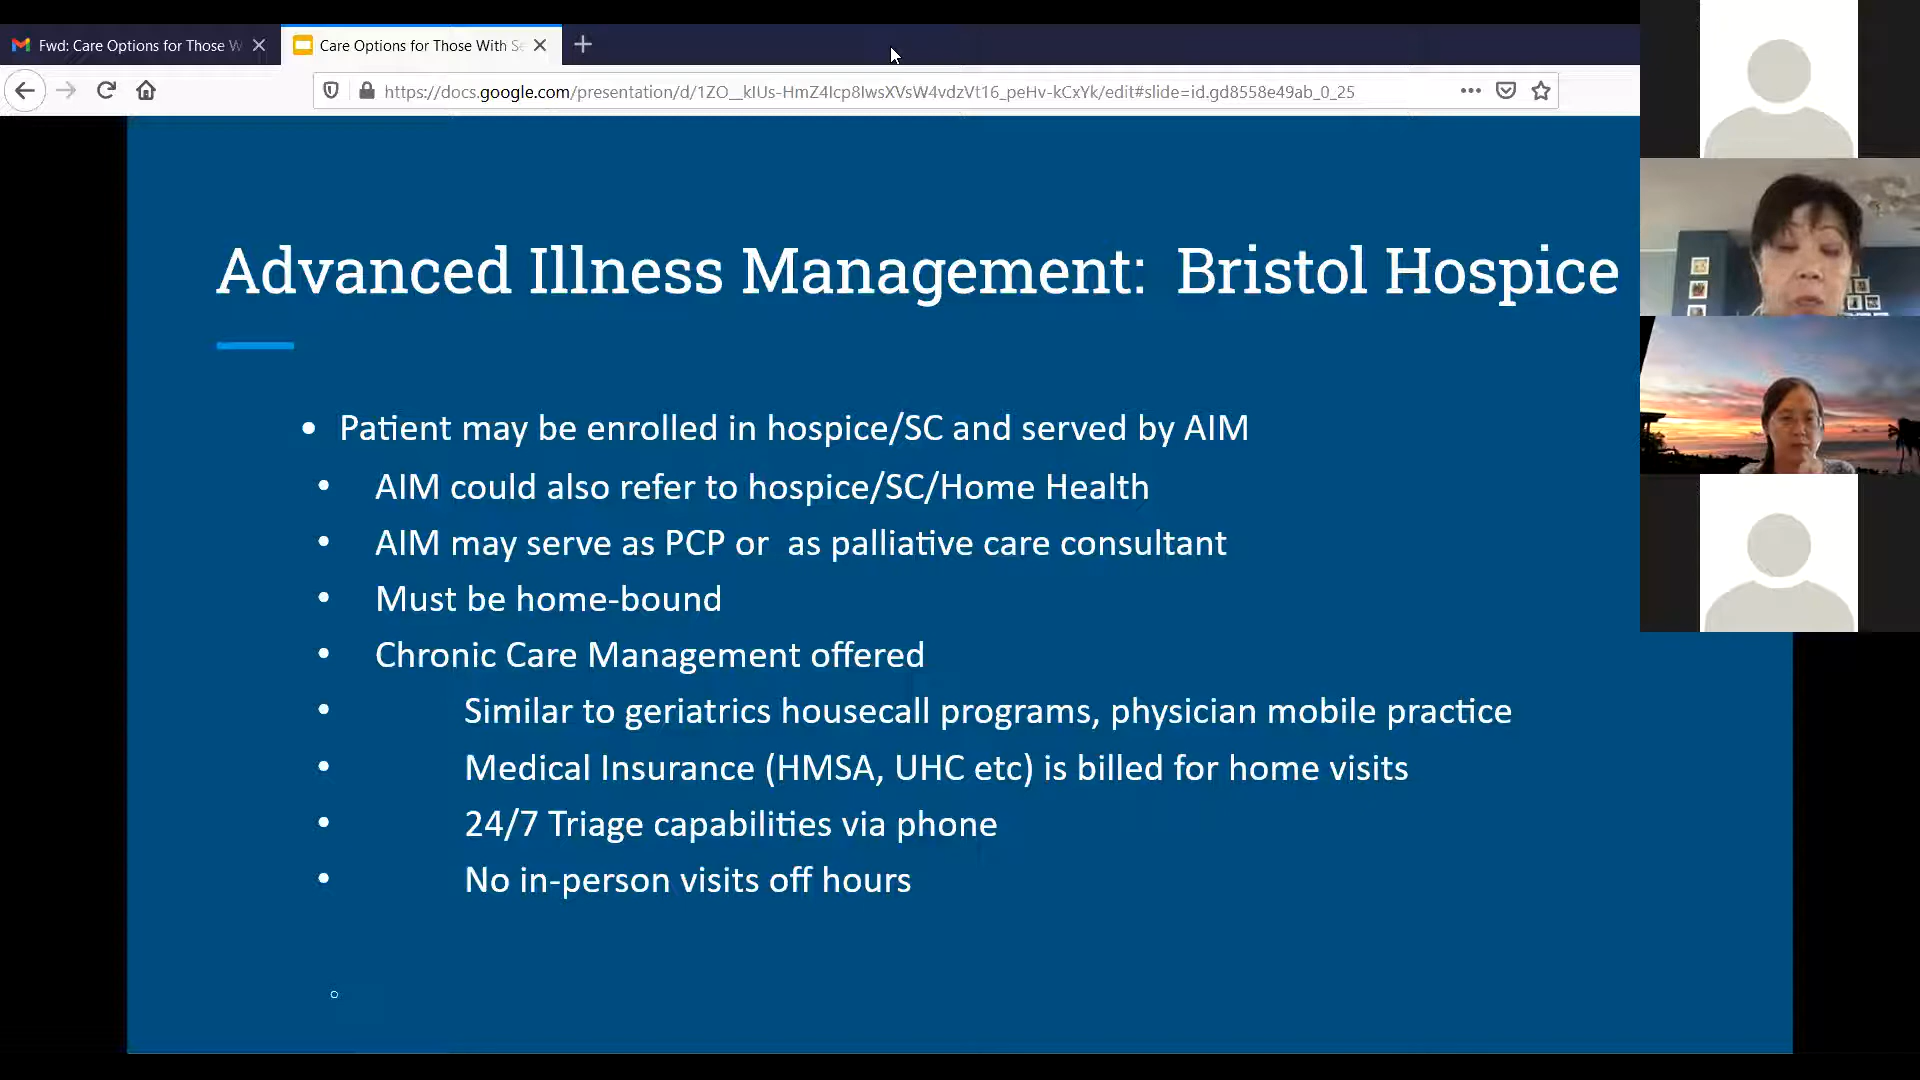 Fwd: Care Options for Those W
Care Options for Those With Se
https://docs.google.com/presentation/d/1ZO__kIUs-HmZ4Icp8IwsXVsW4vdzVt16_peHv-kCxYk/edit#slide=id.gd8558e49ab_0_25
Advanced Illness Management:  Bristol Hospice
• Patient may be enrolled in hospice/SC and served by AIM
• AIM could also refer to hospice/SC/Home Health
• AIM may serve as PCP or  as palliative care consultant
• Must be home-bound
• Chronic Care Management offered
• Similar to geriatrics housecall programs, physician mobile practice
• Medical Insurance (HMSA, UHC etc) is billed for home visits
• 24/7 Triage capabilities via phone
• No in-person visits off hours